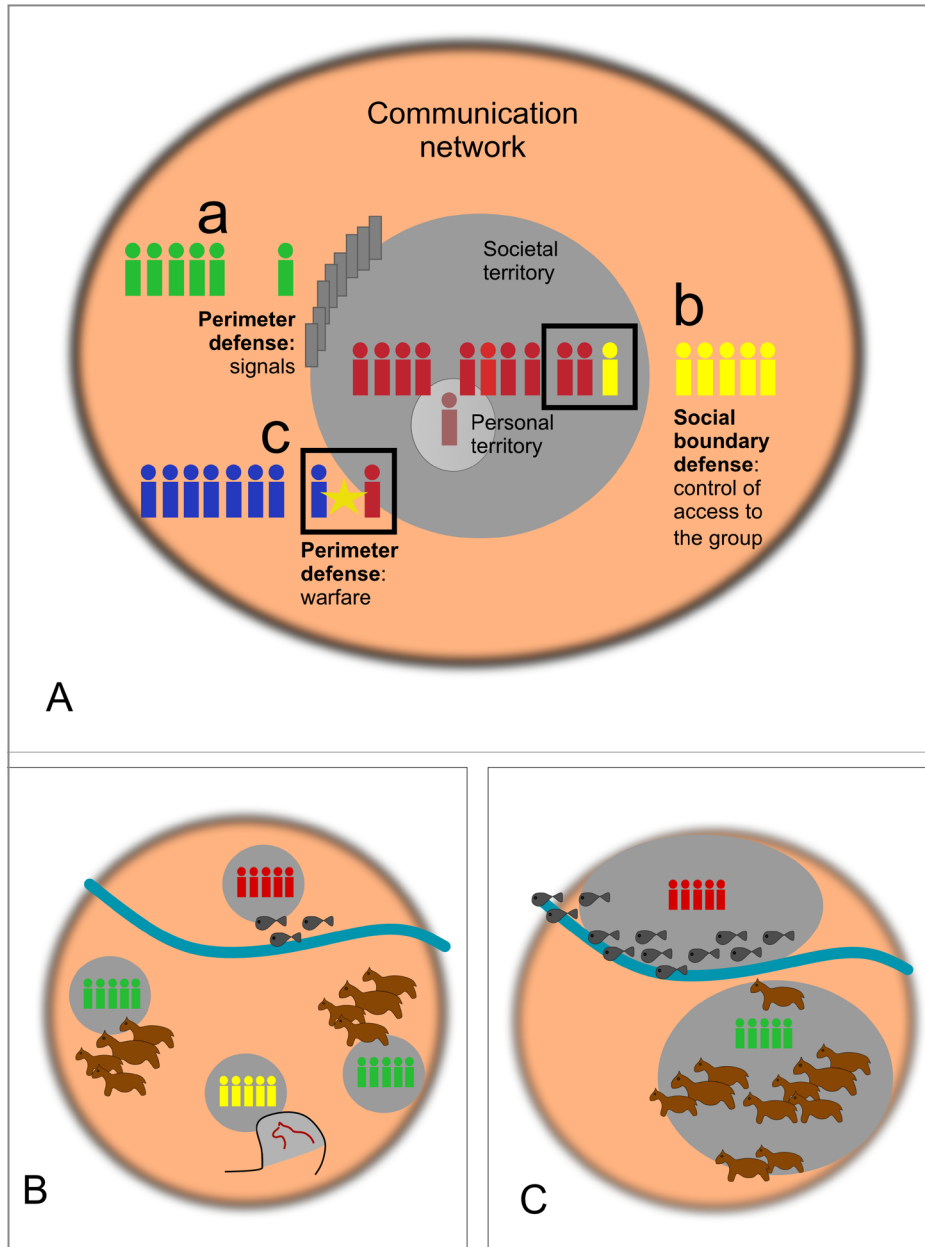 Communication
network
a
Societal
territory
Perimeter
defense:
signals
b
Personal
territory
Social
boundary
defense:
control of
access to
the group
c
Perimeter
defense:
warfare
A
B
C